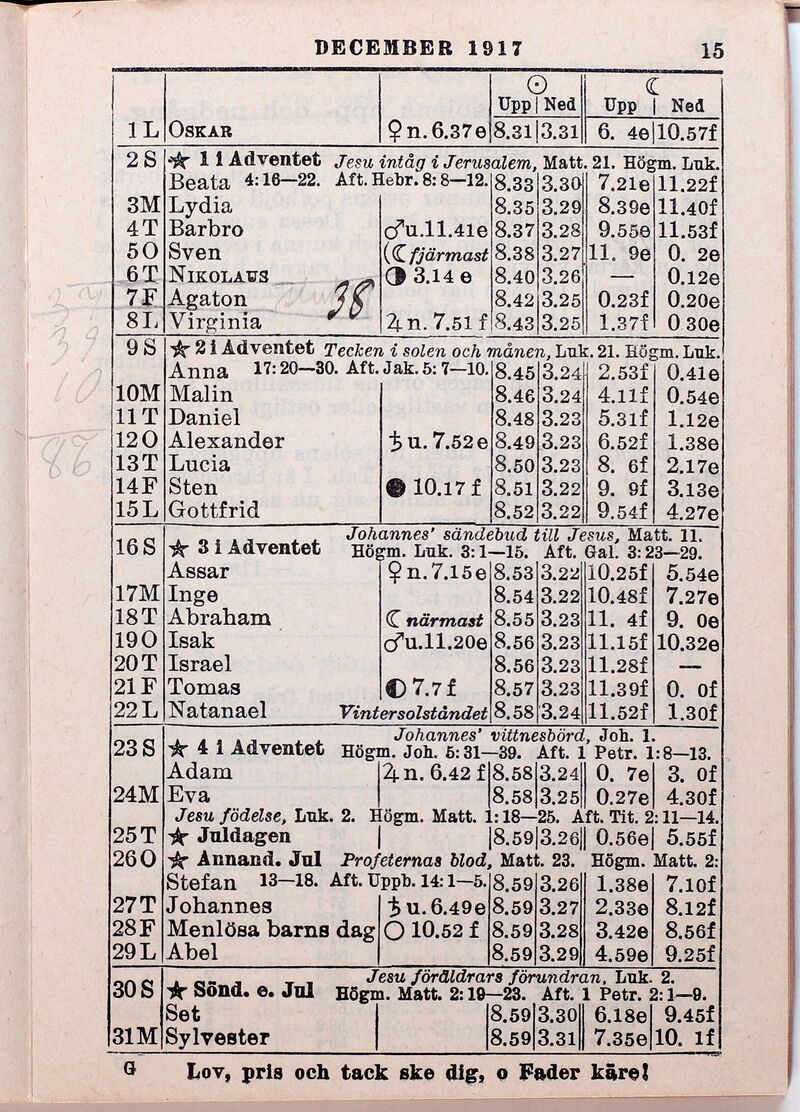 DECEMBER 1917 15
☉ ☾
Upp Ned Upp Ned
1 L OSKAR ♀ n. 6.37e 8.31 3.31 6. 4e 10.57f
2 S ★ 1 i Adventet Jesu intåg i Jerusalem, Matt. 21. Högm. Luk.
Beata 4:16—22. Aft. Hebr. 8: 8—12. 8.33 3.30 7.21e 11.22f
3M Lydia 8.35 3.29 8.39e 11.40f
4 T Barbro ♂u.11.41e 8.37 3.28 9.55e 11.53f
5 O Sven (☾ fjärmast 8.38 3.27 11. 9e 0. 2e
6 T NIKOLAUS ◑ 3.14 e 8.40 3.26 — 0.12e
7 F Agaton 8.42 3.25 0.23f 0.20e
38
8 L Virginia ♃ n. 7.51 f 8.43 3.25 1.37f 0 30e
39
9 S ★ 2 i Adventet Tecken i solen och månen, Luk. 21. Högm. Luk.
Anna 17:20—30. Aft. Jak. 5: 7—10. 8.45 3.24 2.53f 0.41e
10
10M Malin 8.46 3.24 4.11f 0.54e
11 T Daniel 8.48 3.23 5.31f 1.12e
12 O Alexander ♄ u. 7.52 e 8.49 3.23 6.52f 1.38e
86
13T Lucia 8.50 3.23 8. 6f 2.17e
14F Sten ● 10.17 f 8.51 3.22 9. 9f 3.13e
15L Gottfrid 8.52 3.22 9.54f 4.27e
16 S ★ 3 i Adventet Johannes' sändebud till Jesus, Matt. 11.
Högm. Luk. 3:1—15. Aft. Gal. 3: 23—29.
Assar ♀ n. 7.15e 8.53 3.22 10.25f 5.54e
17M Inge 8.54 3.22 10.48f 7.27e
18T Abraham ☾ närmast 8.55 3.23 11. 4f 9. 0e
19 O Isak ♂u.11.20e 8.56 3.23 11.15f 10.32e
20T Israel 8.56 3.23 11.28f —
21 F Tomas ◐ 7.7 f 8.57 3.23 11.39f 0. 0f
22 L Natanael Vintersolståndet 8.58 3.24 11.52f 1.30f
23 S ★ 4 i Adventet Johannes' vittnesbörd, Joh. 1.
Högm. Joh. 5: 31—39. Aft. 1 Petr. 1:8—13.
Adam ♃ n. 6.42 f 8.58 3.24 0. 7e 3. 0f
24M Eva 8.58 3.25 0.27e 4.30f
Jesu födelse, Luk. 2. Högm. Matt. 1:18—25. Aft. Tit. 2:11—14.
25T ★ Juldagen 8.59 3.26 0.56e 5.55f
26 O ★ Annand. Jul Profeternas blod, Matt. 23. Högm. Matt. 2:
Stefan 13—18. Aft. Uppb. 14: 1—5. 8.59 3.26 1.38e 7.10f
27 T Johannes ♄ u. 6.49e 8.59 3.27 2.33e 8.12f
28 F Menlösa barns dag ○ 10.52 f 8.59 3.28 3.42e 8.56f
29 L Abel 8.59 3.29 4.59e 9.25f
30 S ★ Sönd. e. Jul Jesu föräldrars förundran, Luk. 2.
Högm. Matt. 2: 19—23. Aft. 1 Petr. 2: 1—9.
Set 8.59 3.30 6.18e 9.45f
31M Sylvester 8.59 3.31 7.35e 10. 1f
G Lov, pris och tack ske dig, o Fader käre!